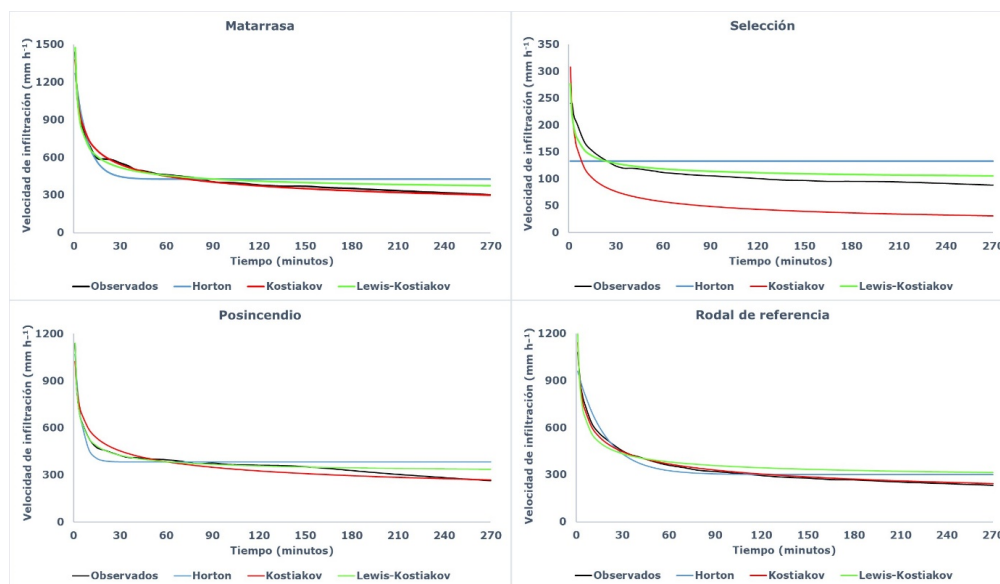 Matarrasa
Velocidad de infiltración (mm h⁻¹)
1500
1200
900
600
300
0
0 30 60 90 120 150 180 210 240 270
Tiempo (minutos)
Observados Horton Kostiakov Lewis-Kostiakov
Selección
Velocidad de infiltración (mm h⁻¹)
350
300
250
200
150
100
50
0
0 30 60 90 120 150 180 210 240 270
Tiempo (minutos)
Observados Horton Kostiakov Lewis-Kostiakov
Posincendio
Velocidad de infiltración (mm h⁻¹)
1200
900
600
300
0
0 30 60 90 120 150 180 210 240 270
Tiempo (minutos)
Observados Horton Kostiakov Lewis-Kostiakov
Rodal de referencia
Velocidad de infiltración (mm h⁻¹)
1200
900
600
300
0
0 30 60 90 120 150 180 210 240 270
Tiempo (minutos)
Observados Horton Kostiakov Lewis-Kostiakov